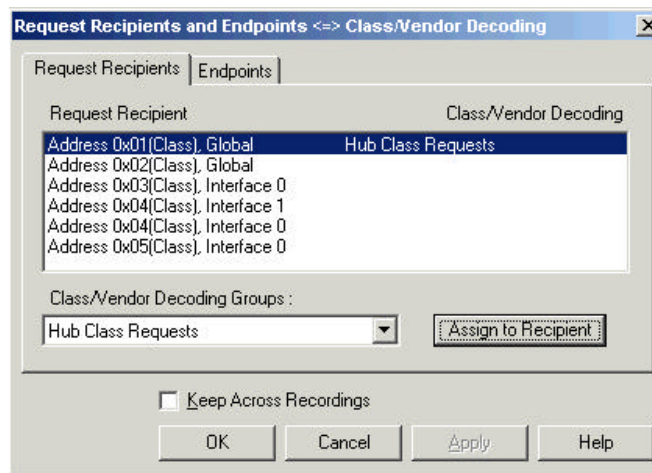 Request Recipients and Endpoints <=> Class/Vendor Decoding
Request Recipients Endpoints
Request Recipient Class/Vendor Decoding
Address 0x01(Class), Global Hub Class Requests
Address 0x02(Class), Global
Address 0x03(Class), Interface 0
Address 0x04(Class), Interface 1
Address 0x04(Class), Interface 0
Address 0x05(Class), Interface 0
Class/Vendor Decoding Groups :
Hub Class Requests Assign to Recipient
Keep Across Recordings
OK Cancel Apply Help